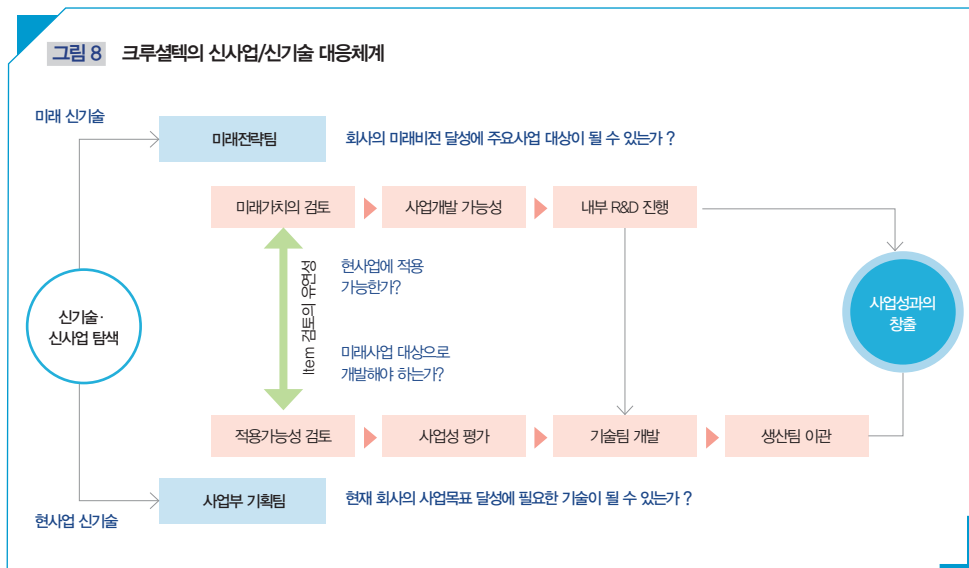 그림 8 크루셜텍의 신사업/신기술 대응체계
미래 신기술
미래전략팀
회사의 미래비전 달성에 주요사업 대상이 될 수 있는가 ?
미래가치의 검토
사업개발 가능성
내부 R&D 진행
Item 검토의 유연성
현사업에 적용
가능한가?
신기술·
신사업 탐색
사업성과의
창출
미래사업 대상으로
개발해야 하는가?
적용가능성 검토
사업성 평가
기술팀 개발
생산팀 이관
사업부 기획팀
현재 회사의 사업목표 달성에 필요한 기술이 될 수 있는가 ?
현사업 신기술